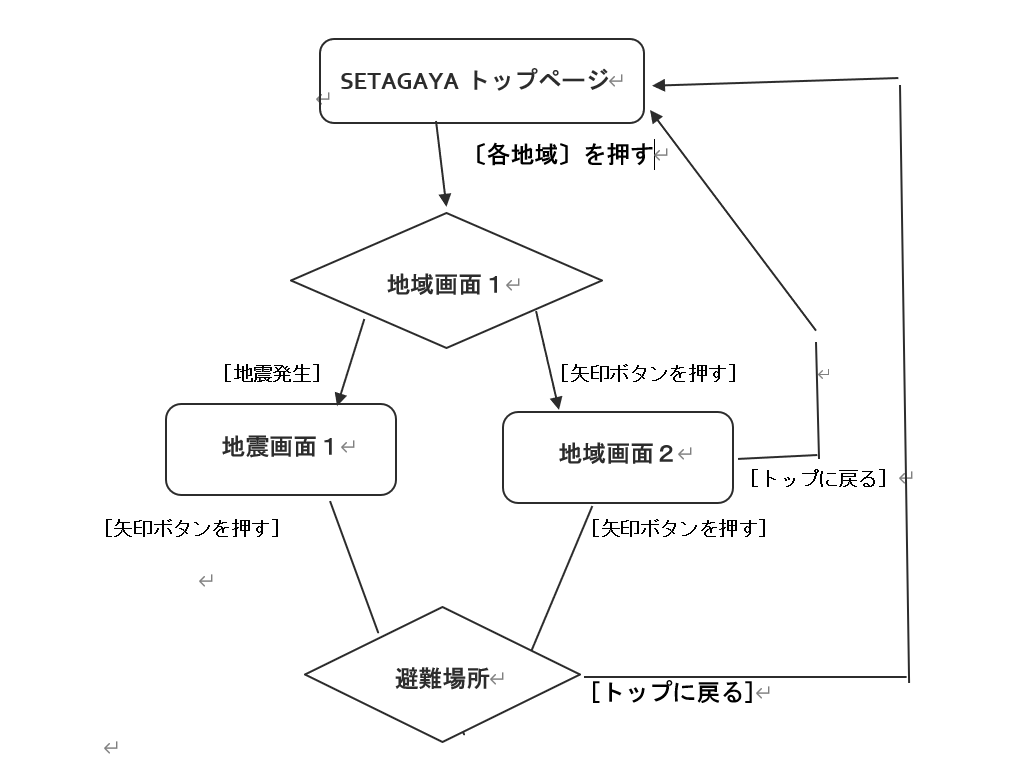 SETAGAYA トップページ
〔各地域〕を押す
地域画面１
[地震発生]
[矢印ボタンを押す]
地震画面１
地域画面２
[トップに戻る]
[矢印ボタンを押す]
[矢印ボタンを押す]
避難場所
[トップに戻る]